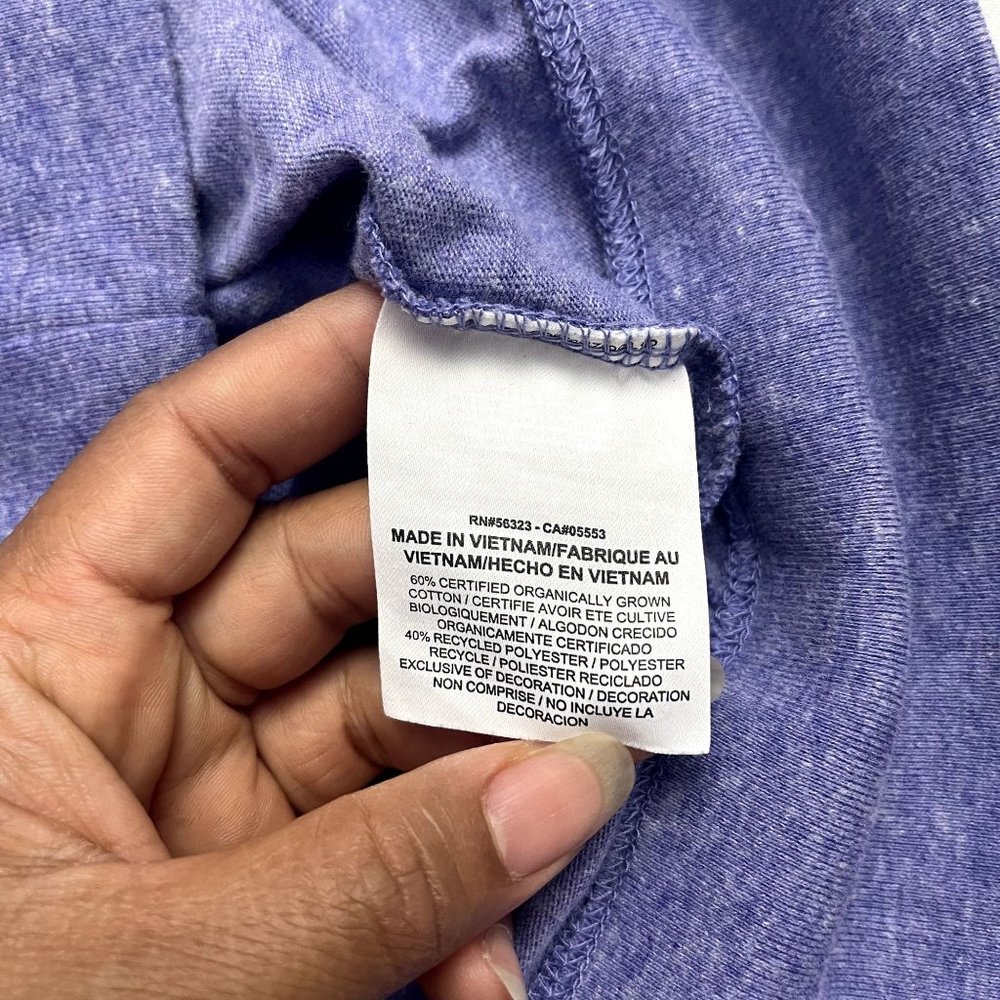 RN#56323 - CA#05553
MADE IN VIETNAM/FABRIQUE AU
VIETNAM/HECHO EN VIETNAM
60% CERTIFIED ORGANICALLY GROWN
COTTON / CERTIFIE AVOIR ETE CULTIVE
BIOLOGIQUEMENT / ALGODON CRECIDO
ORGANICAMENTE CERTIFICADO
40% RECYCLED POLYESTER / POLYESTER
RECYCLE / POLIESTER RECICLADO
EXCLUSIVE OF DECORATION / DECORATION
NON COMPRISE / NO INCLUYE LA
DECORACION